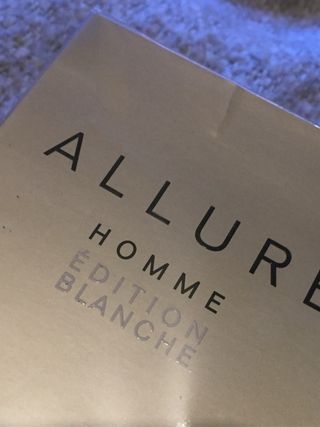 ALLURE
HOMME
ÉDITION
BLANCHE